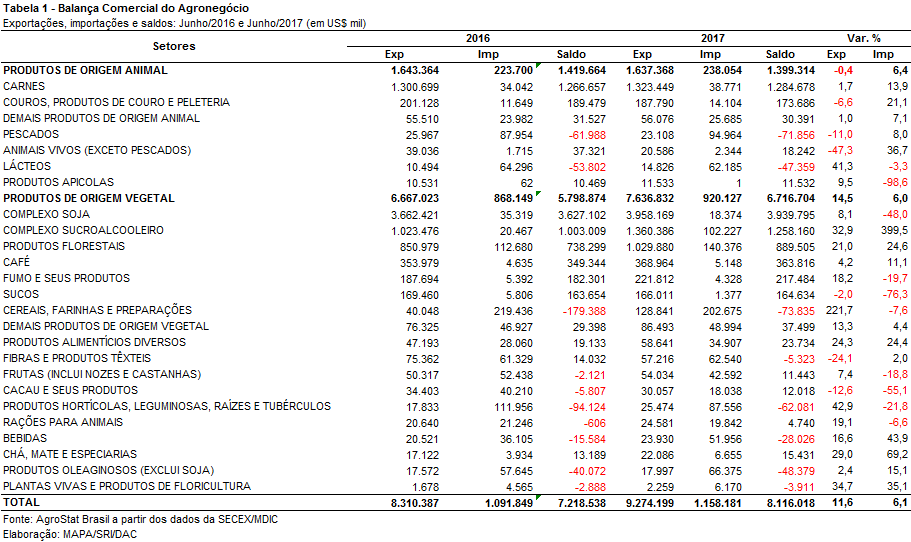 Tabela 1 - Balança Comercial do Agronegócio
Exportações, importações e saldos: Junho/2016 e Junho/2017 (em US$ mil)
Setores 2016 2017 Var. %
Exp Imp Saldo Exp Imp Saldo Exp Imp
PRODUTOS DE ORIGEM ANIMAL 1.643.364 223.700 1.419.664 1.637.368 238.054 1.399.314 -0,4 6,4
CARNES 1.300.699 34.042 1.266.657 1.323.449 38.771 1.284.678 1,7 13,9
COUROS, PRODUTOS DE COURO E PELETERIA 201.128 11.649 189.479 187.790 14.104 173.686 -6,6 21,1
DEMAIS PRODUTOS DE ORIGEM ANIMAL 55.510 23.982 31.527 56.076 25.685 30.391 1,0 7,1
PESCADOS 25.967 87.954 -61.988 23.108 94.964 -71.856 -11,0 8,0
ANIMAIS VIVOS (EXCETO PESCADOS) 39.036 1.715 37.321 20.586 2.344 18.242 -47,3 36,7
LÁCTEOS 10.494 64.296 -53.802 14.826 62.185 -47.359 41,3 -3,3
PRODUTOS APICOLAS 10.531 62 10.469 11.533 1 11.532 9,5 -98,6
PRODUTOS DE ORIGEM VEGETAL 6.667.023 868.149 5.798.874 7.636.832 920.127 6.716.704 14,5 6,0
COMPLEXO SOJA 3.662.421 35.319 3.627.102 3.958.169 18.374 3.939.795 8,1 -48,0
COMPLEXO SUCROALCOOLEIRO 1.023.476 20.467 1.003.009 1.360.386 102.227 1.258.160 32,9 399,5
PRODUTOS FLORESTAIS 850.979 112.680 738.299 1.029.880 140.376 889.505 21,0 24,6
CAFÉ 353.979 4.635 349.344 368.964 5.148 363.816 4,2 11,1
FUMO E SEUS PRODUTOS 187.694 5.392 182.301 221.812 4.328 217.484 18,2 -19,7
SUCOS 169.460 5.806 163.654 166.011 1.377 164.634 -2,0 -76,3
CEREAIS, FARINHAS E PREPARAÇÕES 40.048 219.436 -179.388 128.841 202.675 -73.835 221,7 -7,6
DEMAIS PRODUTOS DE ORIGEM VEGETAL 76.325 46.927 29.398 86.493 48.994 37.499 13,3 4,4
PRODUTOS ALIMENTÍCIOS DIVERSOS 47.193 28.060 19.133 58.641 34.907 23.734 24,3 24,4
FIBRAS E PRODUTOS TÊXTEIS 75.362 61.329 14.032 57.216 62.540 -5.323 -24,1 2,0
FRUTAS (INCLUI NOZES E CASTANHAS) 50.317 52.438 -2.121 54.034 42.592 11.443 7,4 -18,8
CACAU E SEUS PRODUTOS 34.403 40.210 -5.807 30.057 18.038 12.018 -12,6 -55,1
PRODUTOS HORTÍCOLAS, LEGUMINOSAS, RAÍZES E TUBÉRCULOS 17.833 111.956 -94.124 25.474 87.556 -62.081 42,9 -21,8
RAÇÕES PARA ANIMAIS 20.640 21.246 -606 24.581 19.842 4.740 19,1 -6,6
BEBIDAS 20.521 36.105 -15.584 23.930 51.956 -28.026 16,6 43,9
CHÁ, MATE E ESPECIARIAS 17.122 3.934 13.189 22.086 6.655 15.431 29,0 69,2
PRODUTOS OLEAGINOSOS (EXCLUI SOJA) 17.572 57.645 -40.072 17.997 66.375 -48.379 2,4 15,1
PLANTAS VIVAS E PRODUTOS DE FLORICULTURA 1.678 4.565 -2.888 2.259 6.170 -3.911 34,7 35,1
TOTAL 8.310.387 1.091.849 7.218.538 9.274.199 1.158.181 8.116.018 11,6 6,1
Fonte: AgroStat Brasil a partir dos dados da SECEX/MDIC
Elaboração: MAPA/SRI/DAC